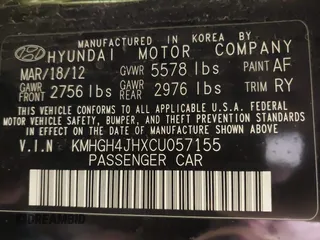 MANUFACTURED IN KOREA BY
HYUNDAI MOTOR COMPANY
MAR/18/12 GVWR 5578 lbs PAINT AF
GAWR FRONT 2756 lbs GAWR REAR 2976 lbs TRIM RY
THIS VEHICLE CONFORMS TO ALL APPLICABLE U.S.A. FEDERAL
MOTOR VEHICLE SAFETY, BUMPER, AND THEFT PREVENTION
STANDARDS IN EFFECT ON THE DATE OF MANUFACTURE SHOWN ABOVE.
V.I.N KMHGH4JHXCU057155
PASSENGER CAR
DREAMBID